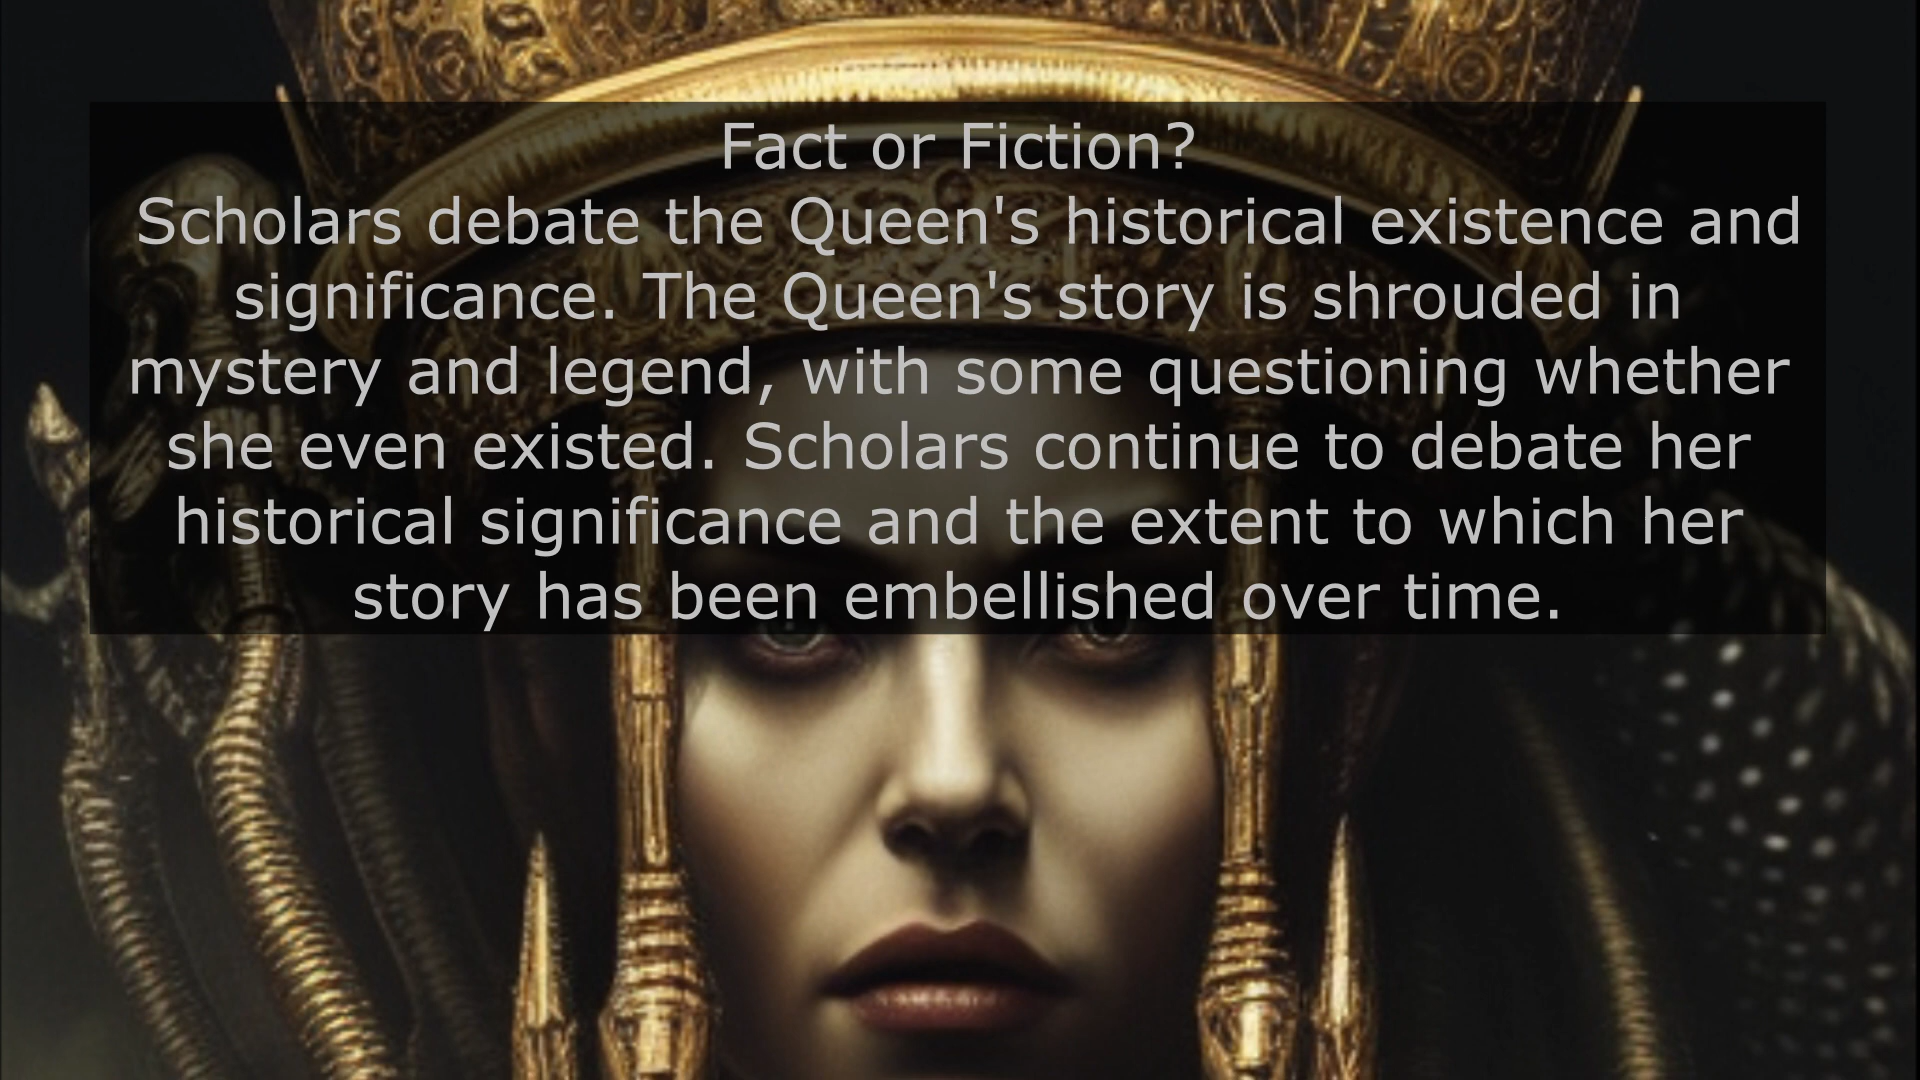 Fact or Fiction?
Scholars debate the Queen's historical existence and
significance. The Queen's story is shrouded in
mystery and legend, with some questioning whether
she even existed. Scholars continue to debate her
historical significance and the extent to which her
story has been embellished over time.